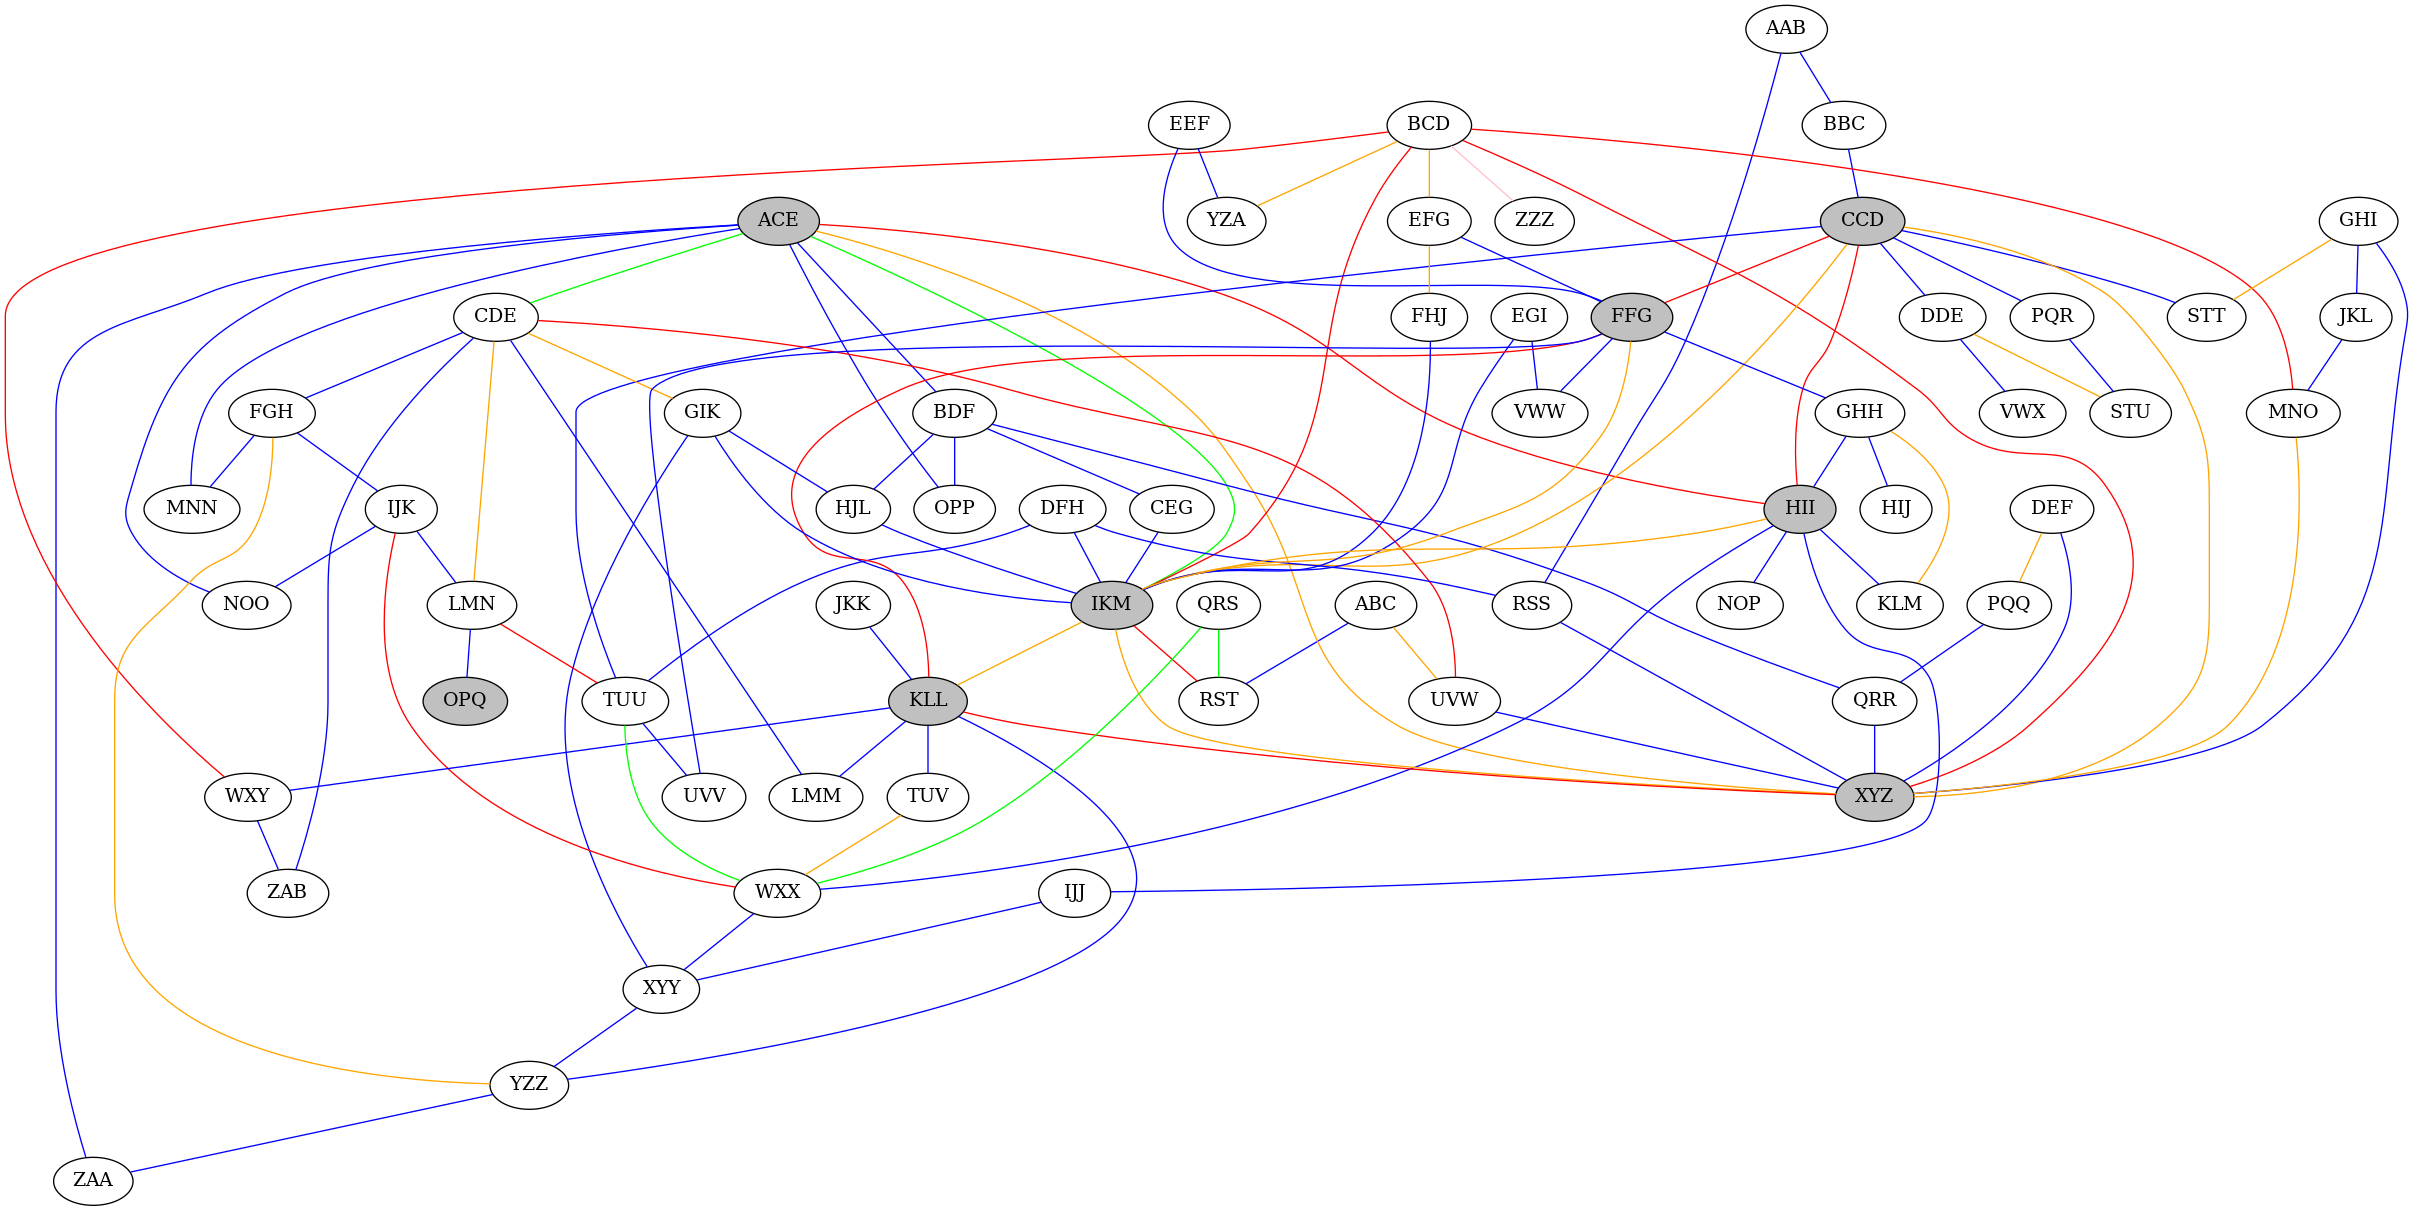 AAB
EEF
BCD
BBC
ACE
YZA
EFG
ZZZ
CCD
GHI
CDE
FHJ
EGI
FFG
DDE
PQR
STT
JKL
FGH
GIK
BDF
VWW
GHH
VWX
STU
MNO
MNN
IJK
HJL
OPP
DFH
CEG
HII
HIJ
DEF
NOO
LMN
JKK
IKM
QRS
ABC
RSS
NOP
KLM
PQQ
OPQ
TUU
KLL
RST
UVW
QRR
WXY
UVV
LMM
TUV
XYZ
ZAB
WXX
IJJ
XYY
YZZ
ZAA